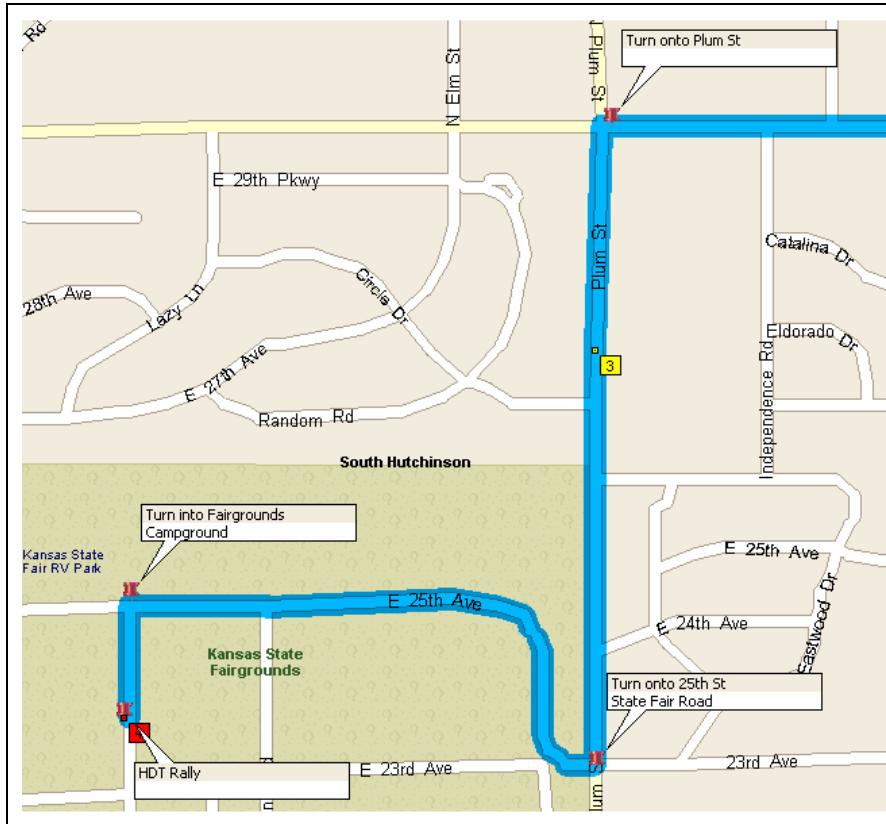 Rd
N Elm St
N Plum St
Turn onto Plum St
E 29th Pkwy
Plum St
Catalina Dr
Circle Dr
28th Ave
Lazy Ln
Eldorado Dr
E 27th Ave
3
Independence Rd
Random Rd
South Hutchinson
Turn into Fairgrounds
Campground
Kansas State
Fair RV Park
E 25th Ave
E 25th Ave
E 24th Ave
Eastwood Dr
Kansas State
Fairgrounds
Turn onto 25th St
State Fair Road
HDT Rally
E 23rd Ave
23rd Ave
lum S